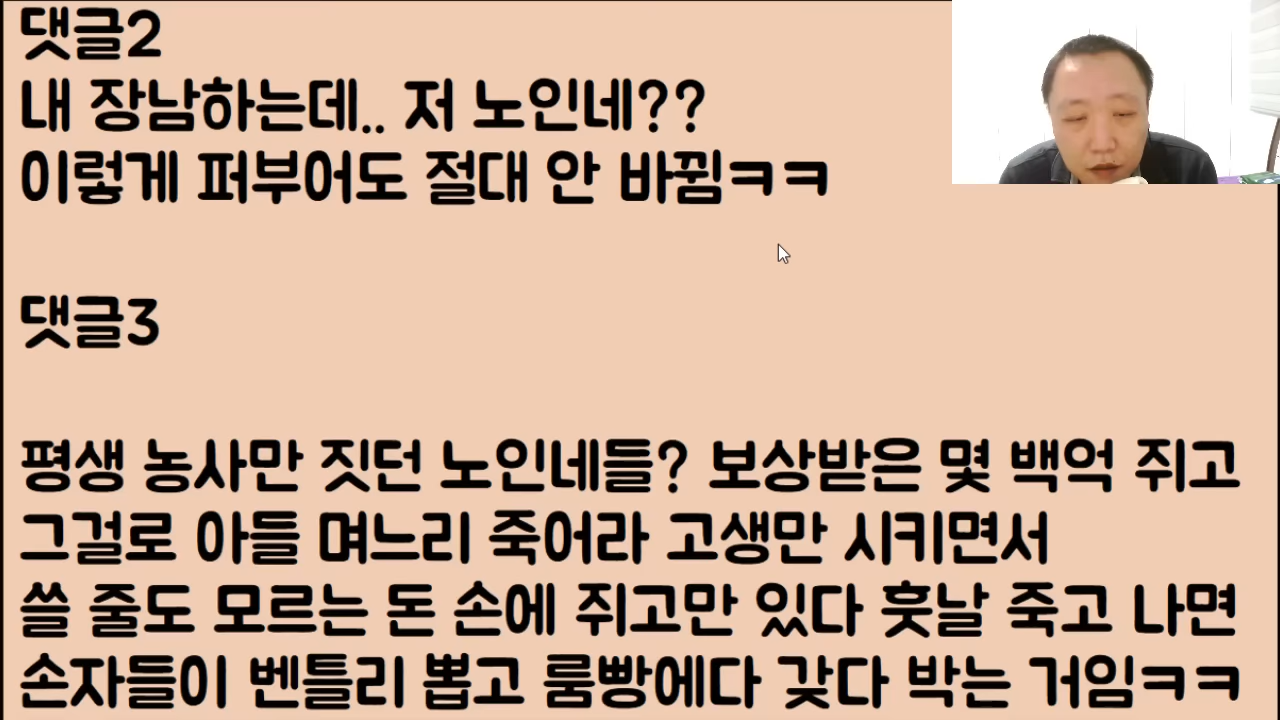 댓글2
내 장남하는데.. 저 노인네??
이렇게 퍼부어도 절대 안 바뀜ㅋㅋ
댓글3
평생 농사만 짓던 노인네들? 보상받은 몇 백억 쥐고
그걸로 아들 며느리 죽어라 고생만 시키면서
쓸 줄도 모르는 돈 손에 쥐고만 있다 훗날 죽고 나면
손자들이 벤틀리 뽑고 룸빵에다 갖다 박는 거임ㅋㅋ